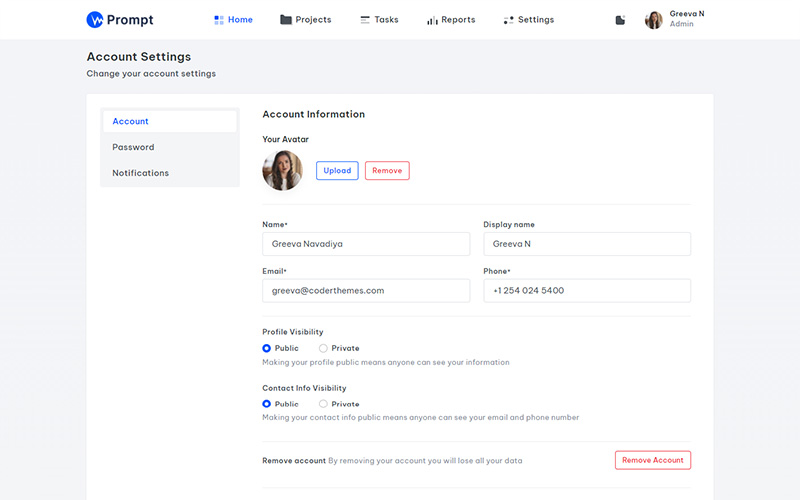 Prompt
Home
Projects
Tasks
Reports
Settings
Greeva N
Admin
Account Settings
Change your account settings
Account
Password
Notifications
Account Information
Your Avatar
Upload
Remove
Name*
Display name
Greeva Navadiya
Greeva N
Email*
Phone*
greeva@coderthemes.com
+1 254 024 5400
Profile Visibility
Public
Private
Making your profile public means anyone can see your information
Contact Info Visibility
Public
Private
Making your contact info public means anyone can see your email and phone number
Remove account By removing your account you will lose all your data
Remove Account